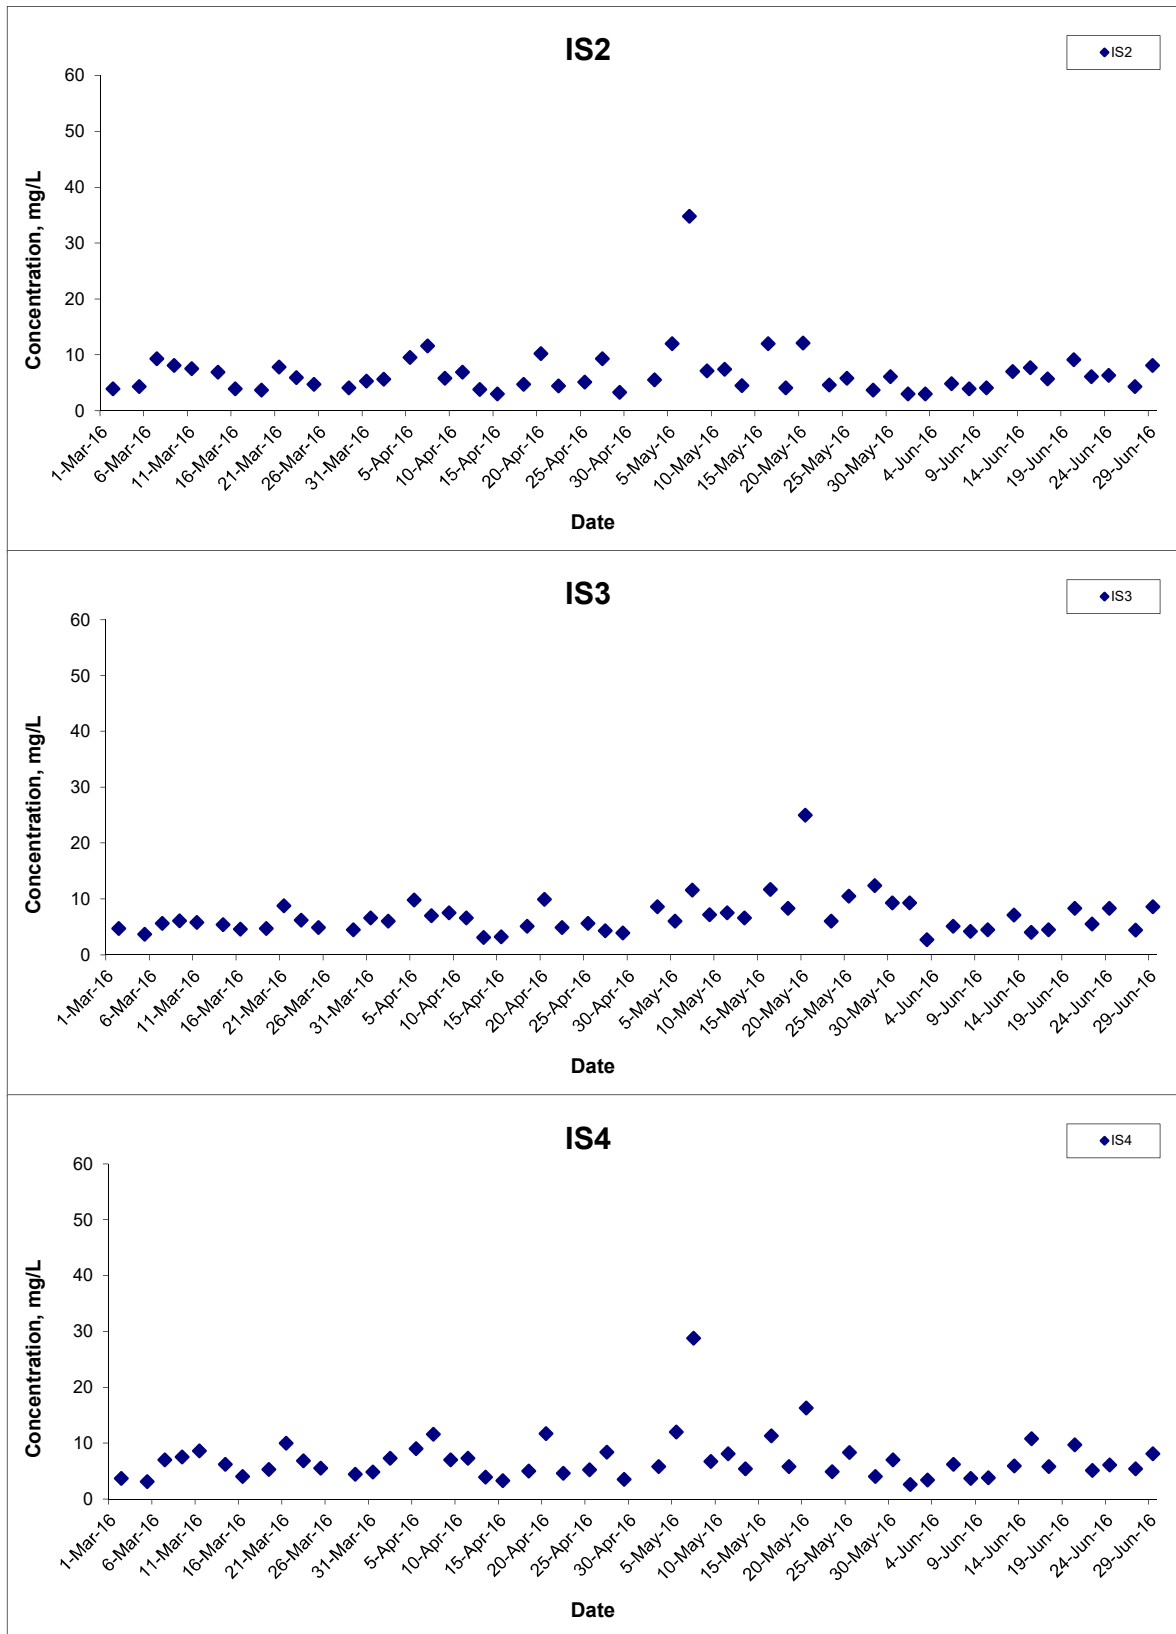 IS2
IS2
60
50
40
30
20
10
0
Concentration, mg/L
1-Mar-16
6-Mar-16
11-Mar-16
16-Mar-16
21-Mar-16
26-Mar-16
31-Mar-16
5-Apr-16
10-Apr-16
15-Apr-16
20-Apr-16
25-Apr-16
30-Apr-16
5-May-16
10-May-16
15-May-16
20-May-16
25-May-16
30-May-16
4-Jun-16
9-Jun-16
14-Jun-16
19-Jun-16
24-Jun-16
29-Jun-16
Date
IS3
IS3
60
50
40
30
20
10
0
Concentration, mg/L
1-Mar-16
6-Mar-16
11-Mar-16
16-Mar-16
21-Mar-16
26-Mar-16
31-Mar-16
5-Apr-16
10-Apr-16
15-Apr-16
20-Apr-16
25-Apr-16
30-Apr-16
5-May-16
10-May-16
15-May-16
20-May-16
25-May-16
30-May-16
4-Jun-16
9-Jun-16
14-Jun-16
19-Jun-16
24-Jun-16
29-Jun-16
Date
IS4
IS4
60
50
40
30
20
10
0
Concentration, mg/L
1-Mar-16
6-Mar-16
11-Mar-16
16-Mar-16
21-Mar-16
26-Mar-16
31-Mar-16
5-Apr-16
10-Apr-16
15-Apr-16
20-Apr-16
25-Apr-16
30-Apr-16
5-May-16
10-May-16
15-May-16
20-May-16
25-May-16
30-May-16
4-Jun-16
9-Jun-16
14-Jun-16
19-Jun-16
24-Jun-16
29-Jun-16
Date